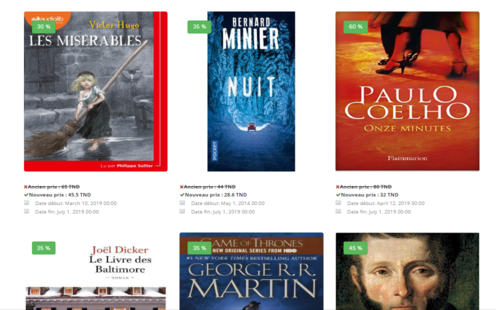 audiolib
30 %
Victor Hugo
LES MISÉRABLES
Lu par Philippe Sollier
35 %
BERNARD
MINIER
NUIT
POCKET
60 %
PAULO
COELHO
ONZE MINUTES
Flammarion
Ancien prix : 65 TND
Nouveau prix : 45.5 TND
Date début: March 13, 2019 00:00
Date fin: July 1, 2019 00:00
Ancien prix : 44 TND
Nouveau prix : 28.6 TND
Date début: May 1, 2014 00:00
Date fin: July 1, 2019 00:00
Ancien prix : 80 TND
Nouveau prix : 32 TND
Date début: April 12, 2019 00:00
Date fin: July 1, 2019 00:00
35 %
Joël Dicker
Le Livre des
Baltimore
ROMAN
35 %
GAME OF THRONES
NEW ORIGINAL SERIES FROM HBO
#1 NEW YORK TIMES BESTSELLING AUTHOR
GEORGE R.R.
MARTIN
45 %